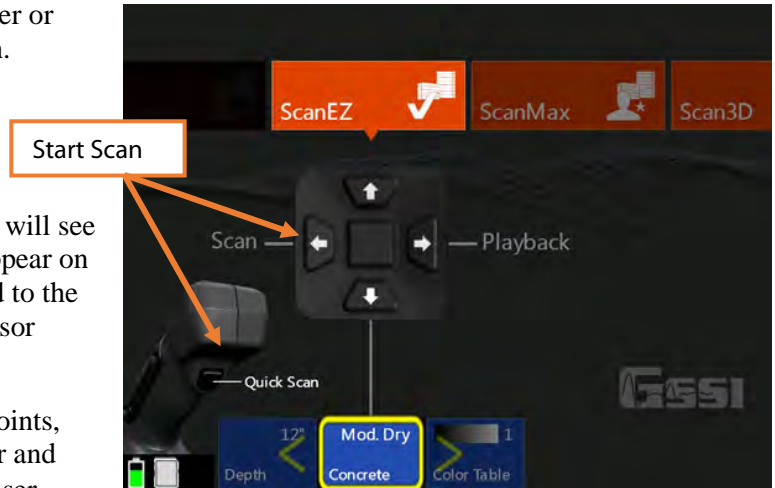 er or
n.
Start Scan
will see
ppear on
d to the
sor
oints,
r and
ser
ScanEZ
ScanMax
Scan3D
Scan
Playback
Quick Scan
12"
Depth
Mod. Dry
Concrete
1
Color Table
GSSI